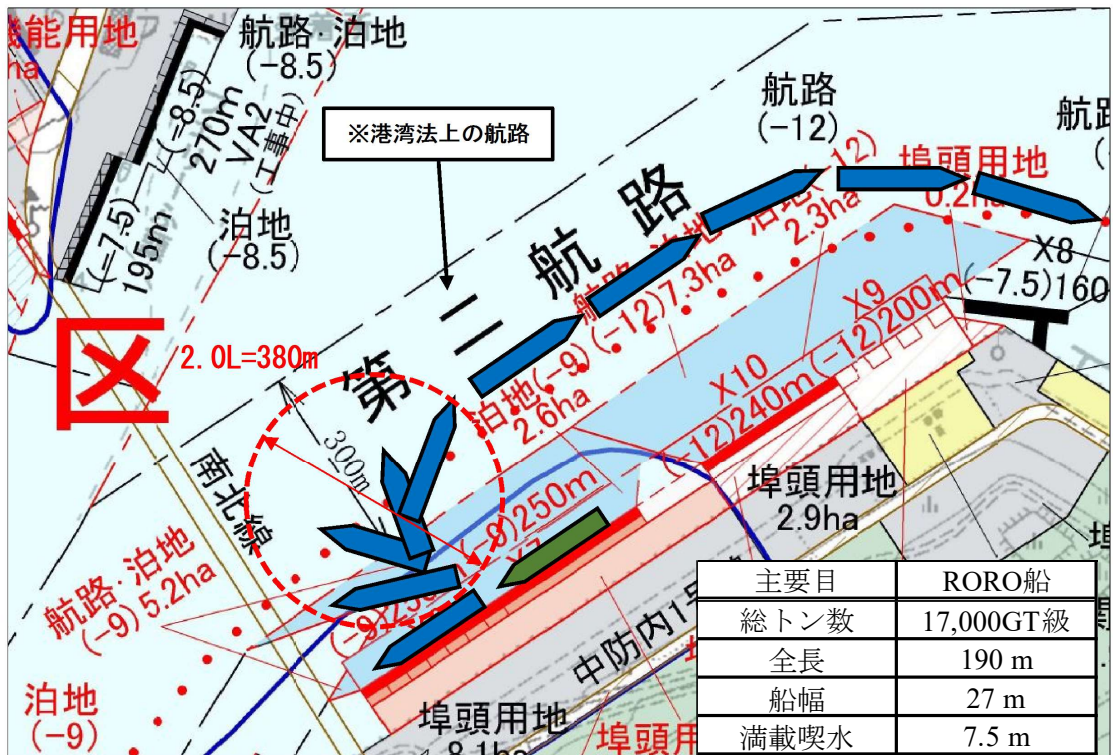 機能用地
ha
航路・泊地
(-8.5)
(-8.5)
270m
VA2
(工事中)
(-7.5)
195m
泊地
(-8.5)
※港湾法上の航路
航路
(-12)
航路
埠頭用地
0.2ha
泊地(-12)
2.3ha
第二航路
(-12)7.3ha
X8
(-7.5)160
X9
(-12)200m
X10
(-12)240m
泊地(-9)
2.6ha
区
2.0L=380m
300m
南北線
(-9)250m
航路・泊地
(-9)5.2ha
埠頭用地
2.9ha
中防内1号線
泊地
(-9)
埠頭用地
8.1ha
主要目 RORO船
総トン数 17,000GT級
全長 190 m
船幅 27 m
満載喫水 7.5 m